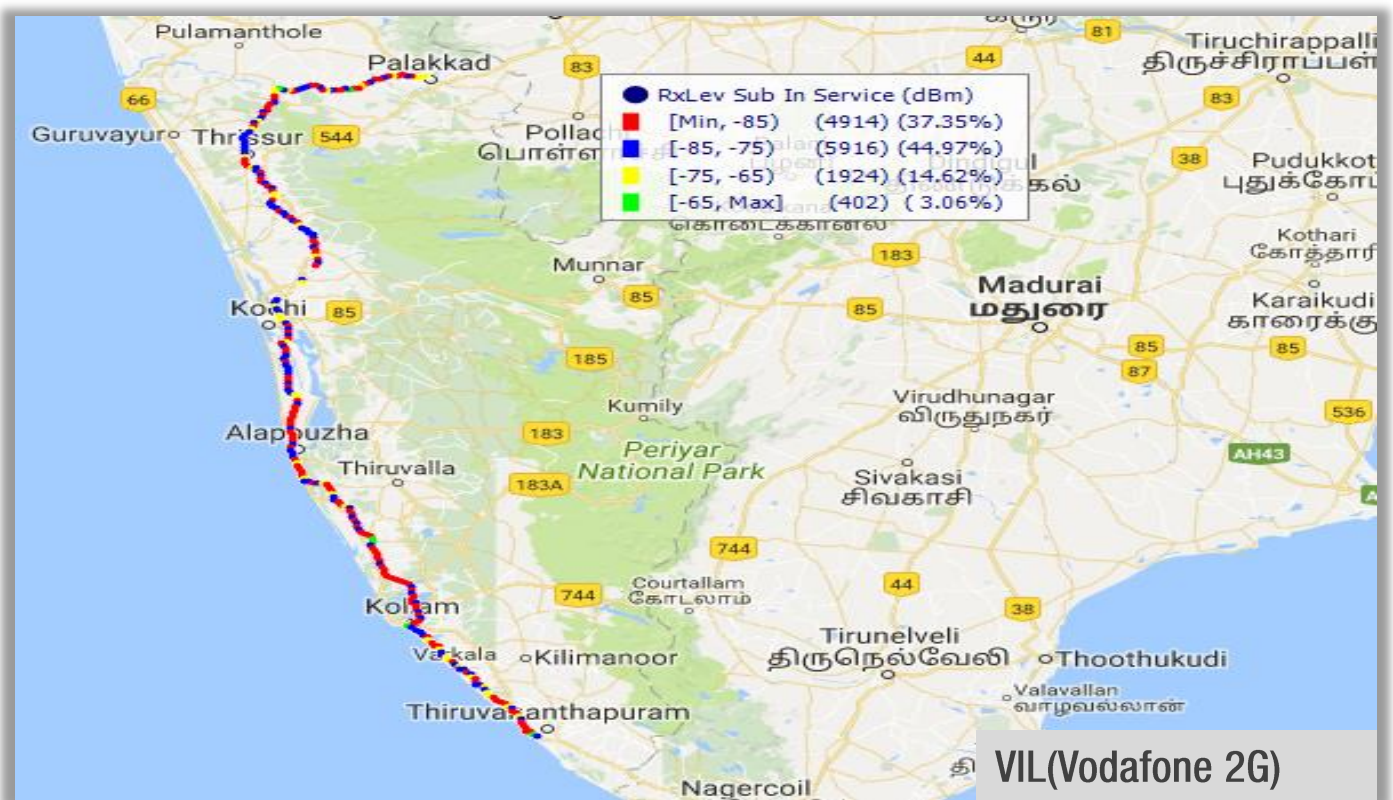 கரூர்
81
Pulamanthole
44
Tiruchirappalli
Palakkad
83
RxLev Sub In Service (dBm)
[Min, -85) (4914) (37.35%)
[-85, -75) (5916) (44.97%)
[-75, -65) (1924) (14.62%)
[-65, Max] (402) ( 3.06%)
66
83
Guruvayur
Thrissur
544
Pollach
38
Pudukkot
கொடைக்கானல்
Kothari
Munnar
183
85
Madurai
மதுரை
Karaikudi
Kochi
85
85
85
85
87
185
Kumily
Virudhunagar
விருதுநகர்
536
Alappuzha
183
Periyar
National Park
AH43
Thiruvalla
183A
Sivakasi
சிவகாசி
744
Courtallam
44
744
38
Kollam
Tirunelveli
திருநெல்வேலி
Varkala
Kilimanoor
Thoothukudi
Valavallan
வாழவல்லான்
Thiruvananthapuram
VIL(Vodafone 2G)
Nagercoil